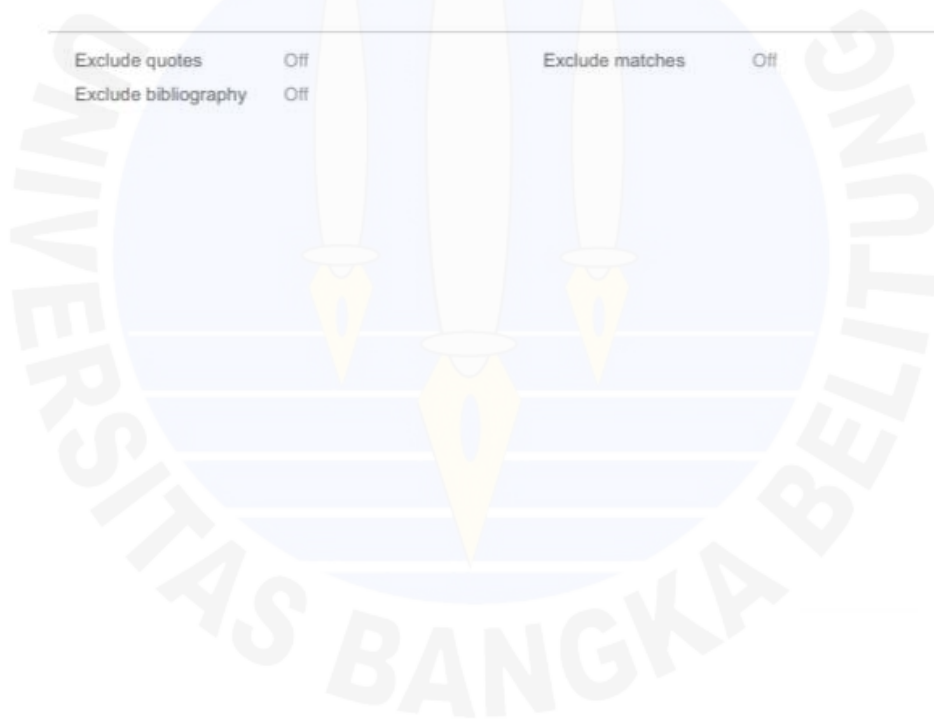 Exclude quotes Off Exclude matches Off
Exclude bibliography Off
UNIVERSITAS BANGKA BELITUNG